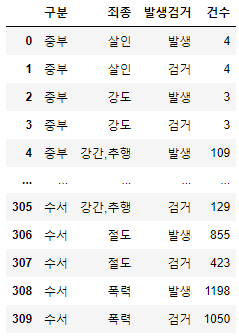 구분 죄종 발생검거 건수
0 중부 살인 발생 4
1 중부 살인 검거 4
2 중부 강도 발생 3
3 중부 강도 검거 3
4 중부 강간,추행 발생 109
... ... ... ... ...
305 수서 강간,추행 검거 129
306 수서 절도 발생 855
307 수서 절도 검거 423
308 수서 폭력 발생 1198
309 수서 폭력 검거 1050